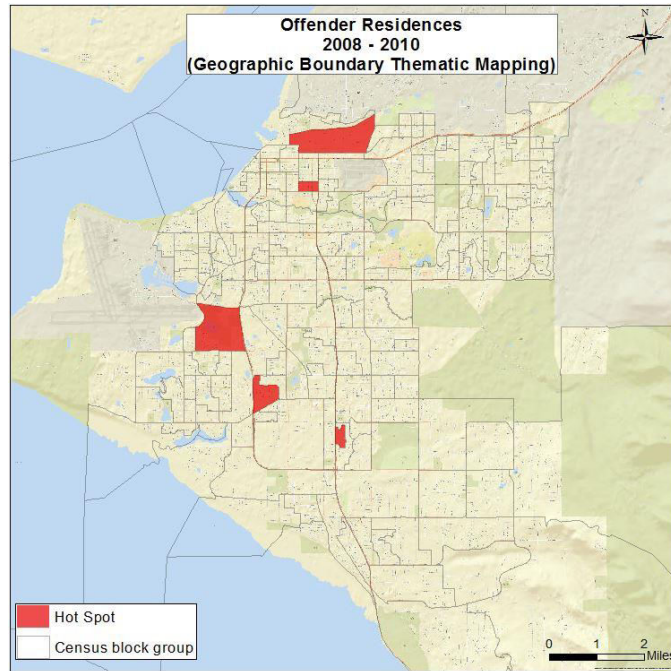 Offender Residences
2008 - 2010
(Geographic Boundary Thematic Mapping)
N
Hot Spot
Census block group
0 1 2
Miles